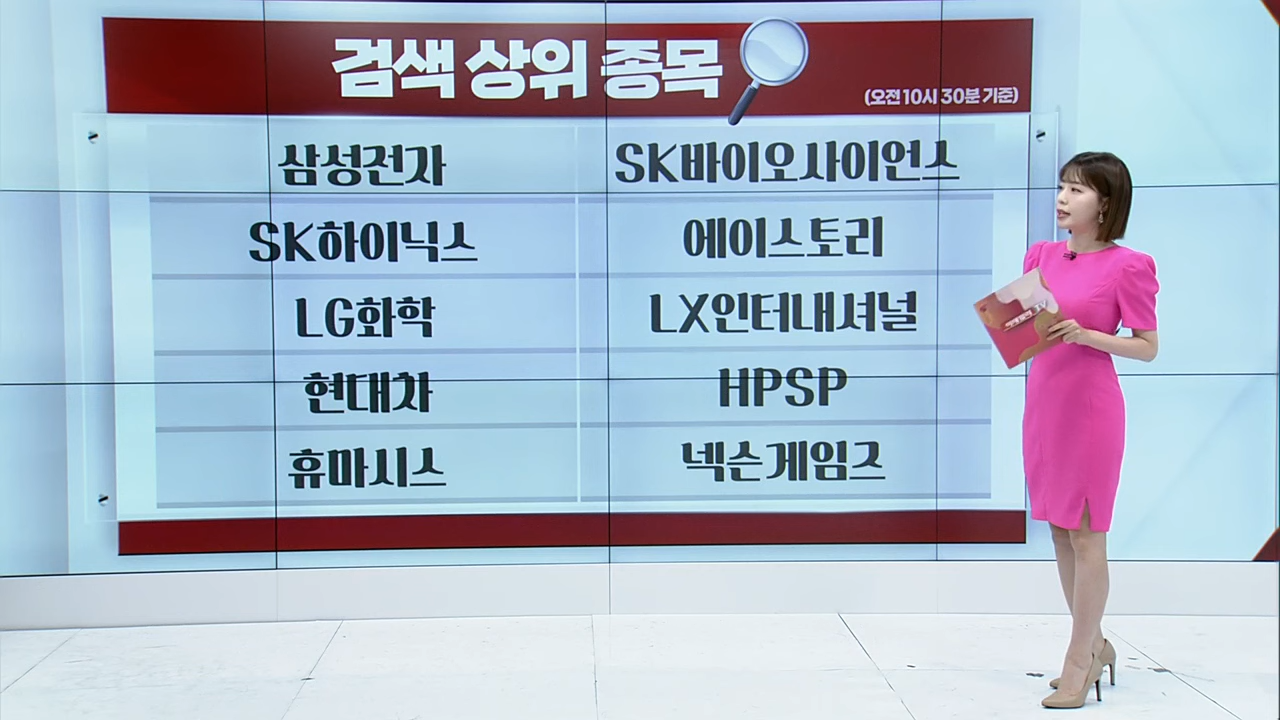 검색 상위 종목
(오전 10시 30분 기준)
삼성전자
SK바이오사이언스
SK하이닉스
에이스토리
LG화학
LX인터내셔널
현대차
HPSP
휴마시스
넥슨게임즈